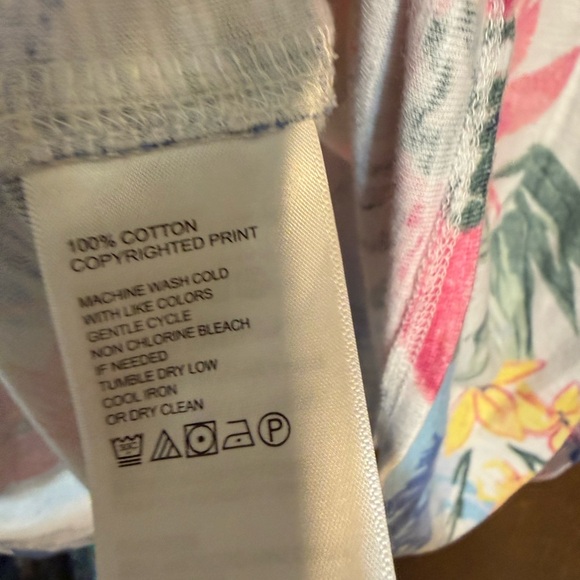 100% COTTON
COPYRIGHTED PRINT
MACHINE WASH COLD
WITH LIKE COLORS
GENTLE CYCLE
NON CHLORINE BLEACH
IF NEEDED
TUMBLE DRY LOW
COOL IRON
OR DRY CLEAN
30C P